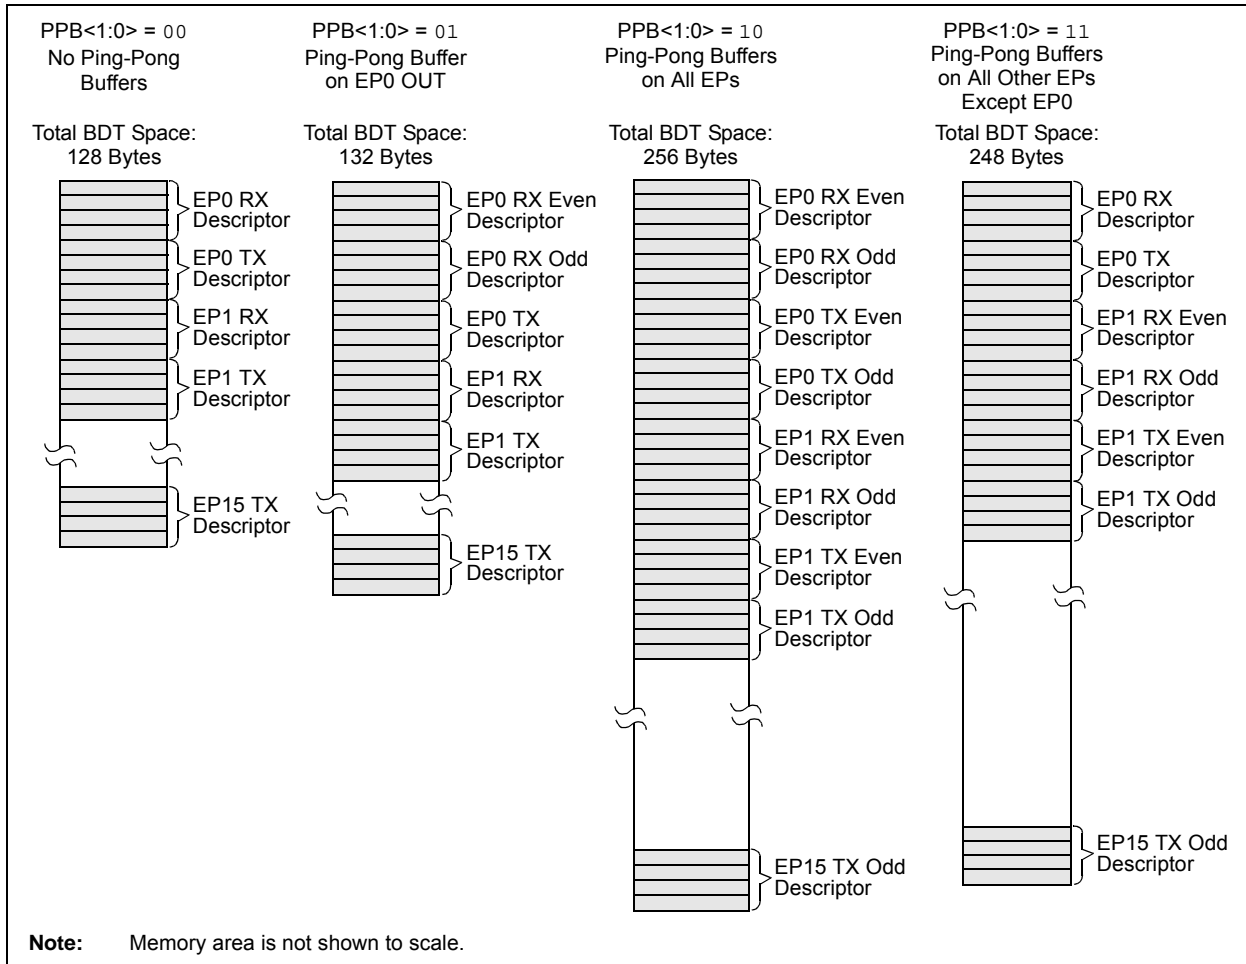 PPB<1:0> = 00
No Ping-Pong
Buffers
Total BDT Space:
128 Bytes
EP0 RX
Descriptor
EP0 TX
Descriptor
EP1 RX
Descriptor
EP1 TX
Descriptor
EP15 TX
Descriptor
PPB<1:0> = 01
Ping-Pong Buffer
on EP0 OUT
Total BDT Space:
132 Bytes
EP0 RX Even
Descriptor
EP0 RX Odd
Descriptor
EP0 TX
Descriptor
EP1 RX
Descriptor
EP1 TX
Descriptor
EP15 TX
Descriptor
PPB<1:0> = 10
Ping-Pong Buffers
on All EPs
Total BDT Space:
256 Bytes
EP0 RX Even
Descriptor
EP0 RX Odd
Descriptor
EP0 TX Even
Descriptor
EP0 TX Odd
Descriptor
EP1 RX Even
Descriptor
EP1 RX Odd
Descriptor
EP1 TX Even
Descriptor
EP1 TX Odd
Descriptor
EP15 TX Odd
Descriptor
PPB<1:0> = 11
Ping-Pong Buffers
on All Other EPs
Except EP0
Total BDT Space:
248 Bytes
EP0 RX
Descriptor
EP0 TX
Descriptor
EP1 RX Even
Descriptor
EP1 RX Odd
Descriptor
EP1 TX Even
Descriptor
EP1 TX Odd
Descriptor
EP15 TX Odd
Descriptor
Note: Memory area is not shown to scale.